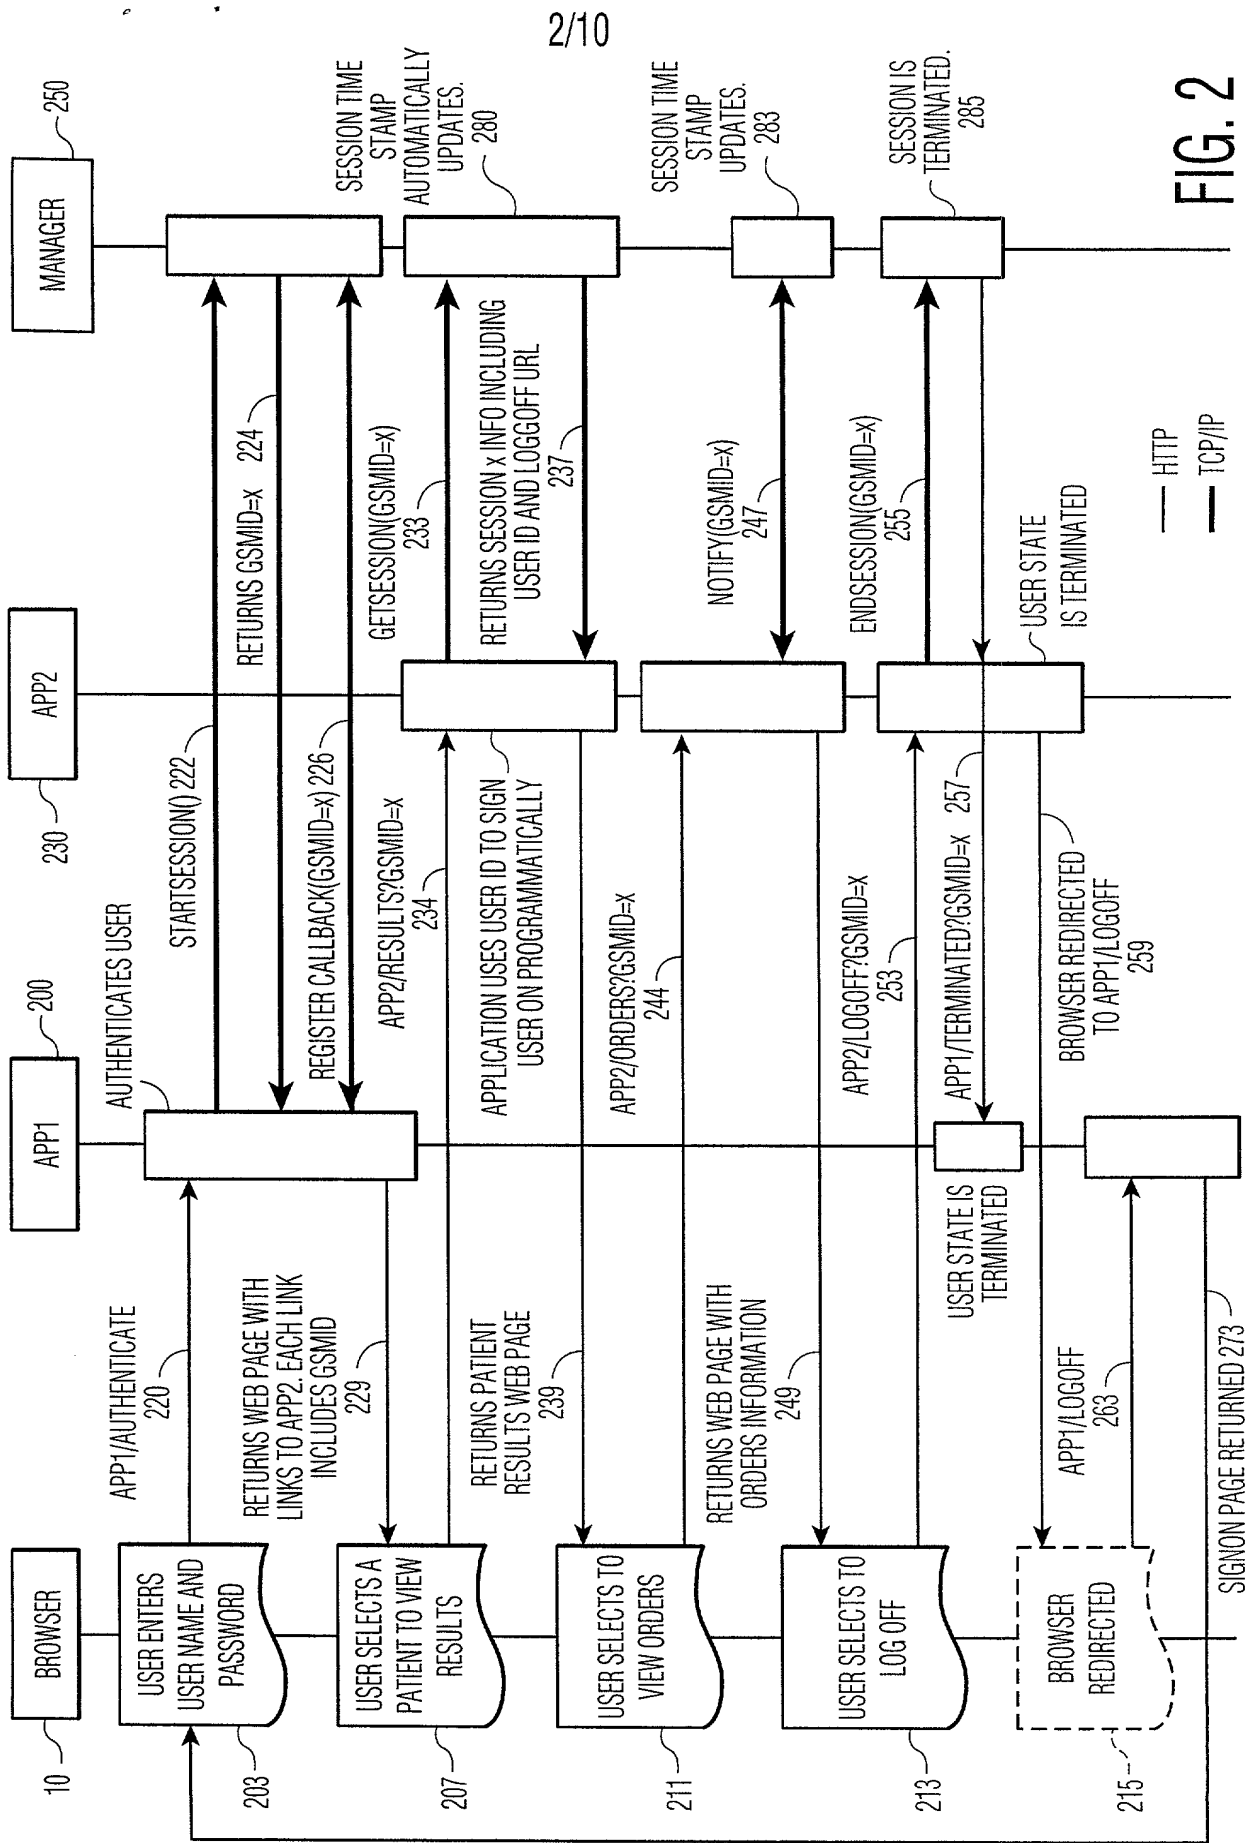 2/10
BROWSER
10
APP1
200
APP2
230
MANAGER
250
USER ENTERS
USER NAME AND
PASSWORD
203
APP1/AUTHENTICATE
220
AUTHENTICATES USER
STARTSESSION() 222
RETURNS GSMID=x 224
REGISTER CALLBACK(GSMID=x) 226
RETURNS WEB PAGE WITH
LINKS TO APP2. EACH LINK
INCLUDES GSMID
229
USER SELECTS A
PATIENT TO VIEW
RESULTS
207
APP2/RESULTS?GSMID=x
234
GETSESSION(GSMID=x)
233
SESSION TIME
STAMP
AUTOMATICALLY
UPDATES.
280
RETURNS SESSION x INFO INCLUDING
USER ID AND LOGGOFF URL
237
APPLICATION USES USER ID TO SIGN
USER ON PROGRAMMATICALLY
RETURNS PATIENT
RESULTS WEB PAGE
239
USER SELECTS TO
VIEW ORDERS
211
APP2/ORDERS?GSMID=x
244
NOTIFY(GSMID=x)
247
SESSION TIME
STAMP
UPDATES.
283
RETURNS WEB PAGE WITH
ORDERS INFORMATION
249
USER SELECTS TO
LOG OFF
213
APP2/LOGOFF?GSMID=x
253
ENDSESSION(GSMID=x)
255
SESSION IS
TERMINATED.
285
APP1/TERMINATED?GSMID=x 257
USER STATE IS
TERMINATED
USER STATE
IS TERMINATED
BROWSER REDIRECTED
TO APP1/LOGOFF
259
BROWSER
REDIRECTED
215
APP1/LOGOFF
263
SIGNON PAGE RETURNED 273
HTTP
TCP/IP
FIG. 2